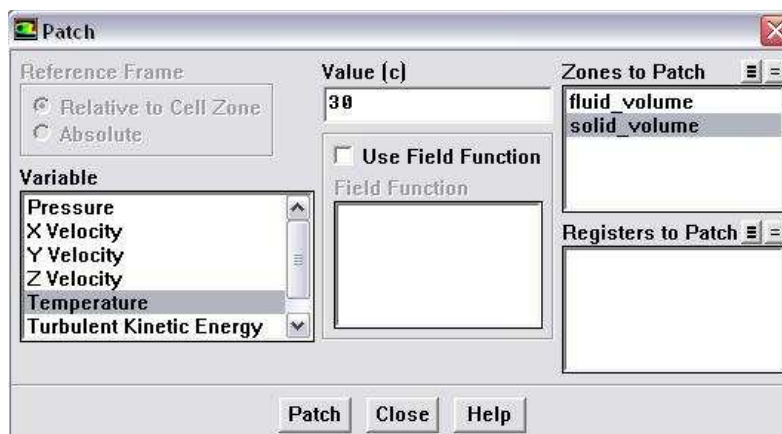 Patch
Reference Frame
Relative to Cell Zone
Absolute
Variable
Pressure
X Velocity
Y Velocity
Z Velocity
Temperature
Turbulent Kinetic Energy
Value (c)
30
Use Field Function
Field Function
Zones to Patch
fluid_volume
solid_volume
Registers to Patch
Patch
Close
Help